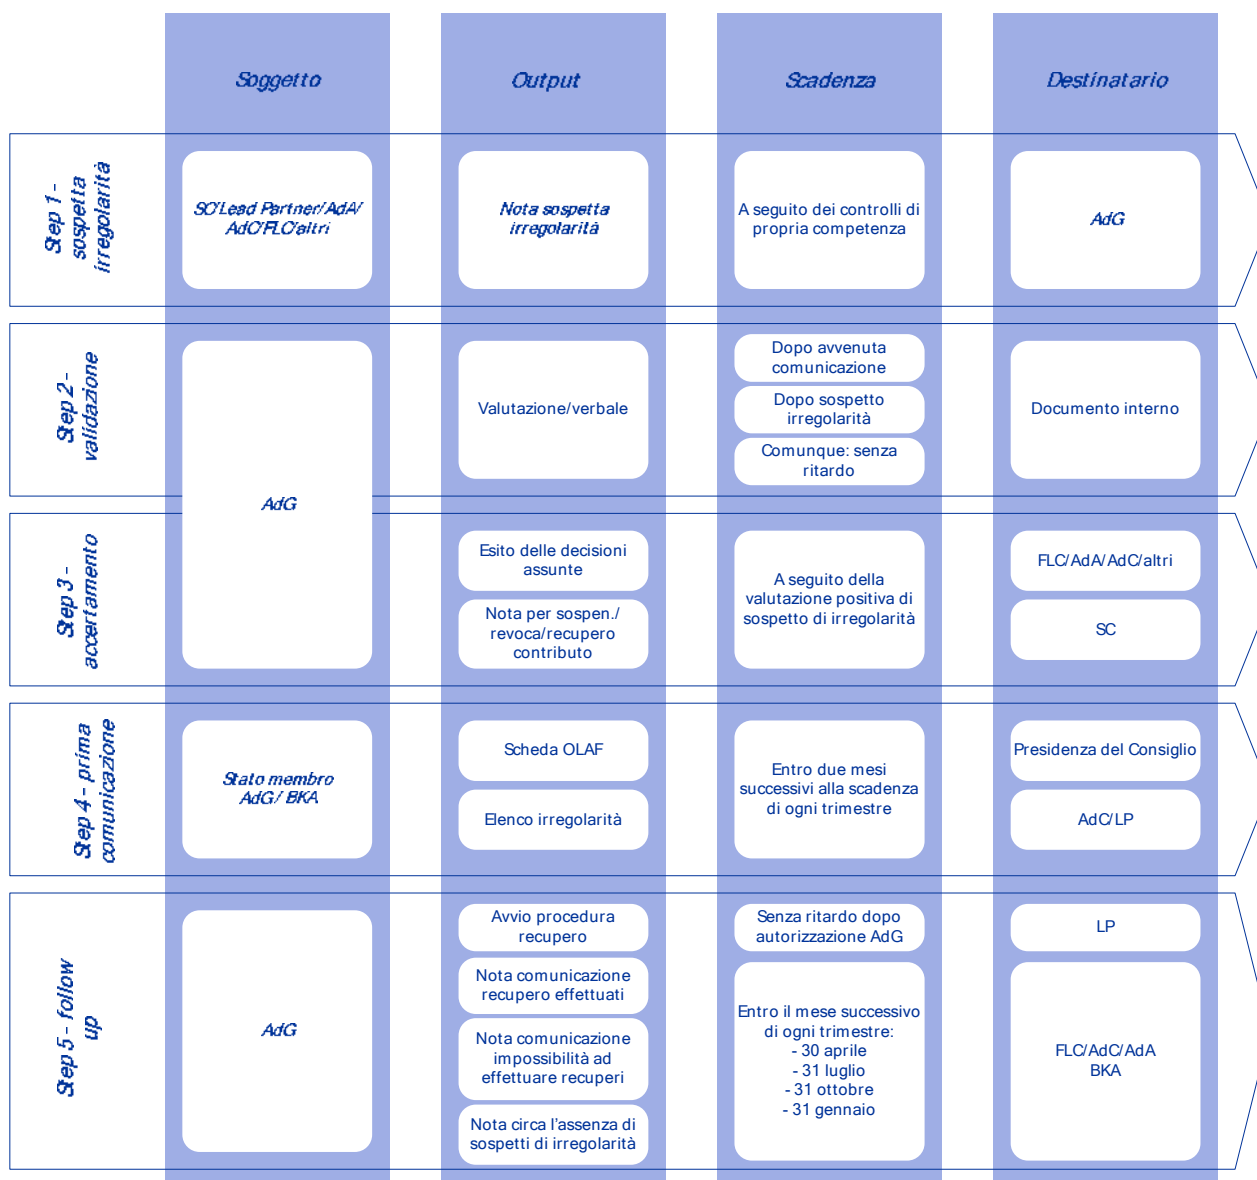 Soggetto
Output
Scadenza
Destinatario
Step 1 -
sospetta
irregolarità
SC/Lead Partner/AdA/
AdC/FLC/altri
Nota sospetta
irregolarità
A seguito dei controlli di
propria competenza
AdG
Step 2 -
validazione
AdG
Valutazione/verbale
Dopo avvenuta
comunicazione
Dopo sospetto
irregolarità
Comunque: senza
ritardo
Documento interno
Step 3 -
accertamento
Esito delle decisioni
assunte
Nota per sospen./
revoca/recupero
contributo
A seguito della
valutazione positiva di
sospetto di irregolarità
FLC/AdA/AdC/altri
SC
Step 4 - prima
comunicazione
Stato membro
AdG/ BKA
Scheda OLAF
Elenco irregolarità
Entro due mesi
successivi alla scadenza
di ogni trimestre
Presidenza del Consiglio
AdC/LP
Step 5 - follow
up
AdG
Avvio procedura
recupero
Nota comunicazione
recupero effettuati
Nota comunicazione
impossibilità ad
effettuare recuperi
Nota circa l'assenza di
sospetti di irregolarità
Senza ritardo dopo
autorizzazione AdG
Entro il mese successivo
di ogni trimestre:
- 30 aprile
- 31 luglio
- 31 ottobre
- 31 gennaio
LP
FLC/AdC/AdA
BKA